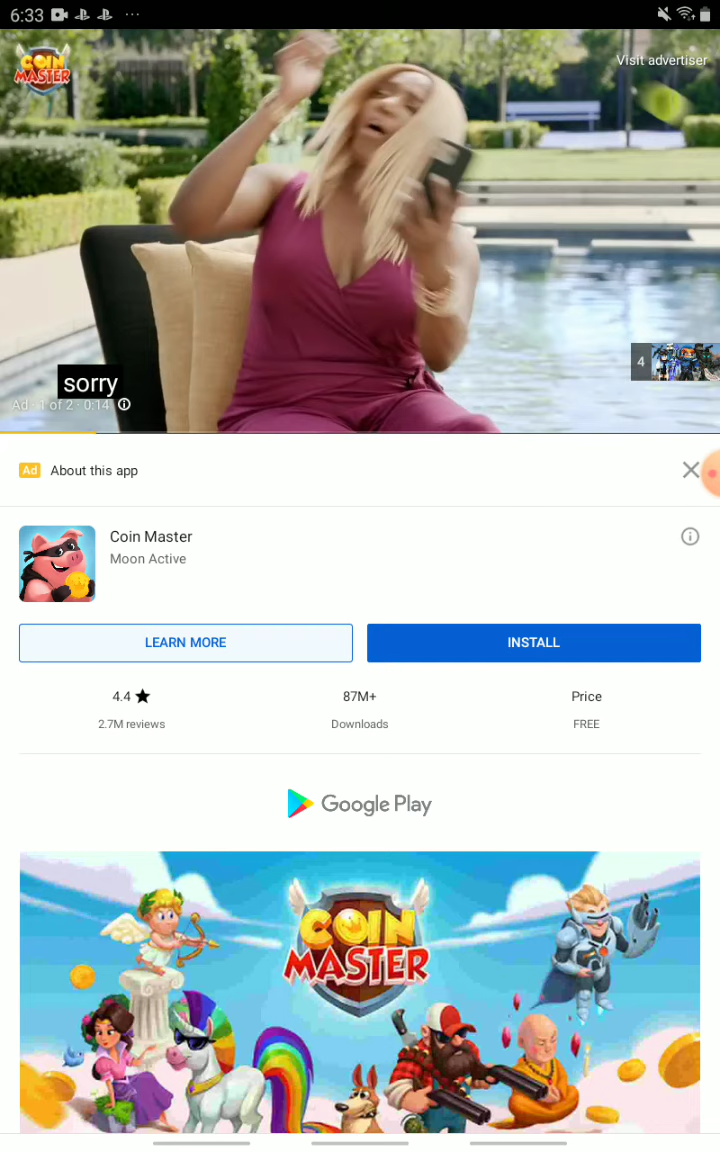 6:33
COIN
MASTER
Visit advertiser
4
sorry
Ad · 1 of 2 · 0:14
Ad About this app
Coin Master
Moon Active
LEARN MORE
INSTALL
4.4 ★ 87M+ Price
2.7M reviews Downloads FREE
Google Play
COIN
MASTER